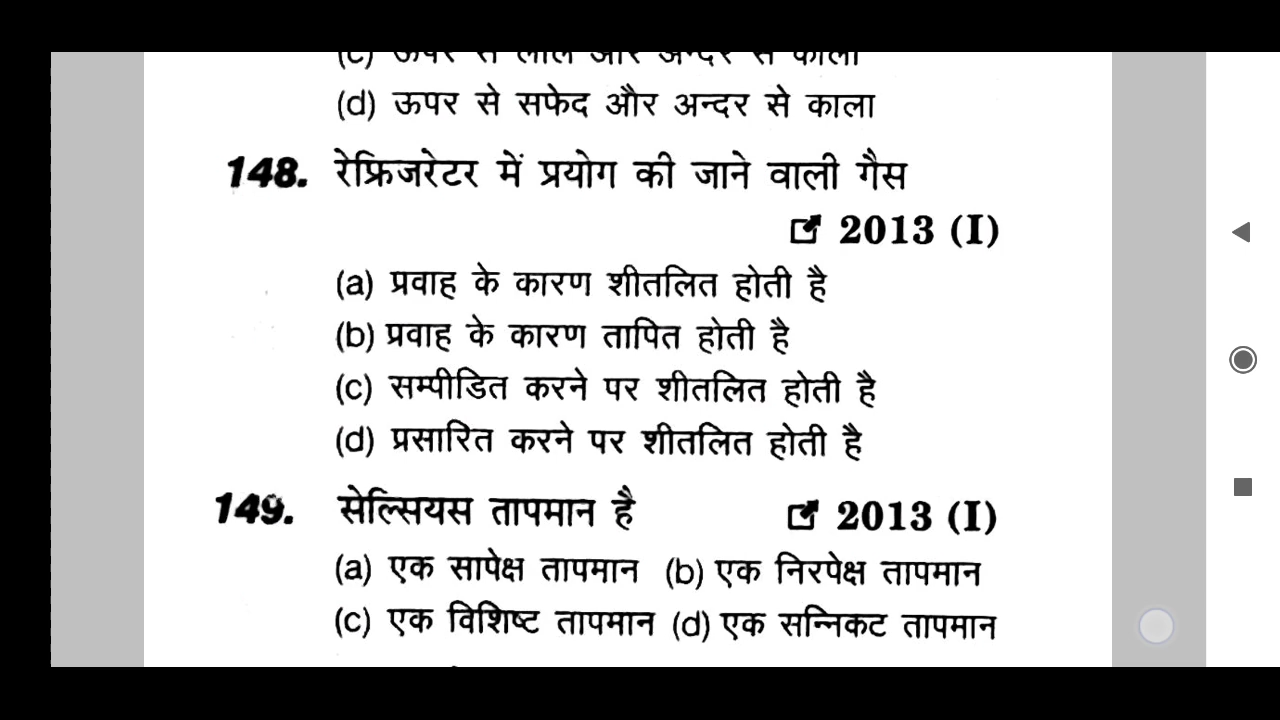 (d) ऊपर से सफेद और अन्दर से काला
148. रेफ्रिजरेटर में प्रयोग की जाने वाली गैस
2013 (I)
(a) प्रवाह के कारण शीतलित होती है
(b) प्रवाह के कारण तापित होती है
(c) सम्पीडित करने पर शीतलित होती है
(d) प्रसारित करने पर शीतलित होती है
149. सेल्सियस तापमान है 2013 (I)
(a) एक सापेक्ष तापमान (b) एक निरपेक्ष तापमान
(c) एक विशिष्ट तापमान (d) एक सन्निकट तापमान